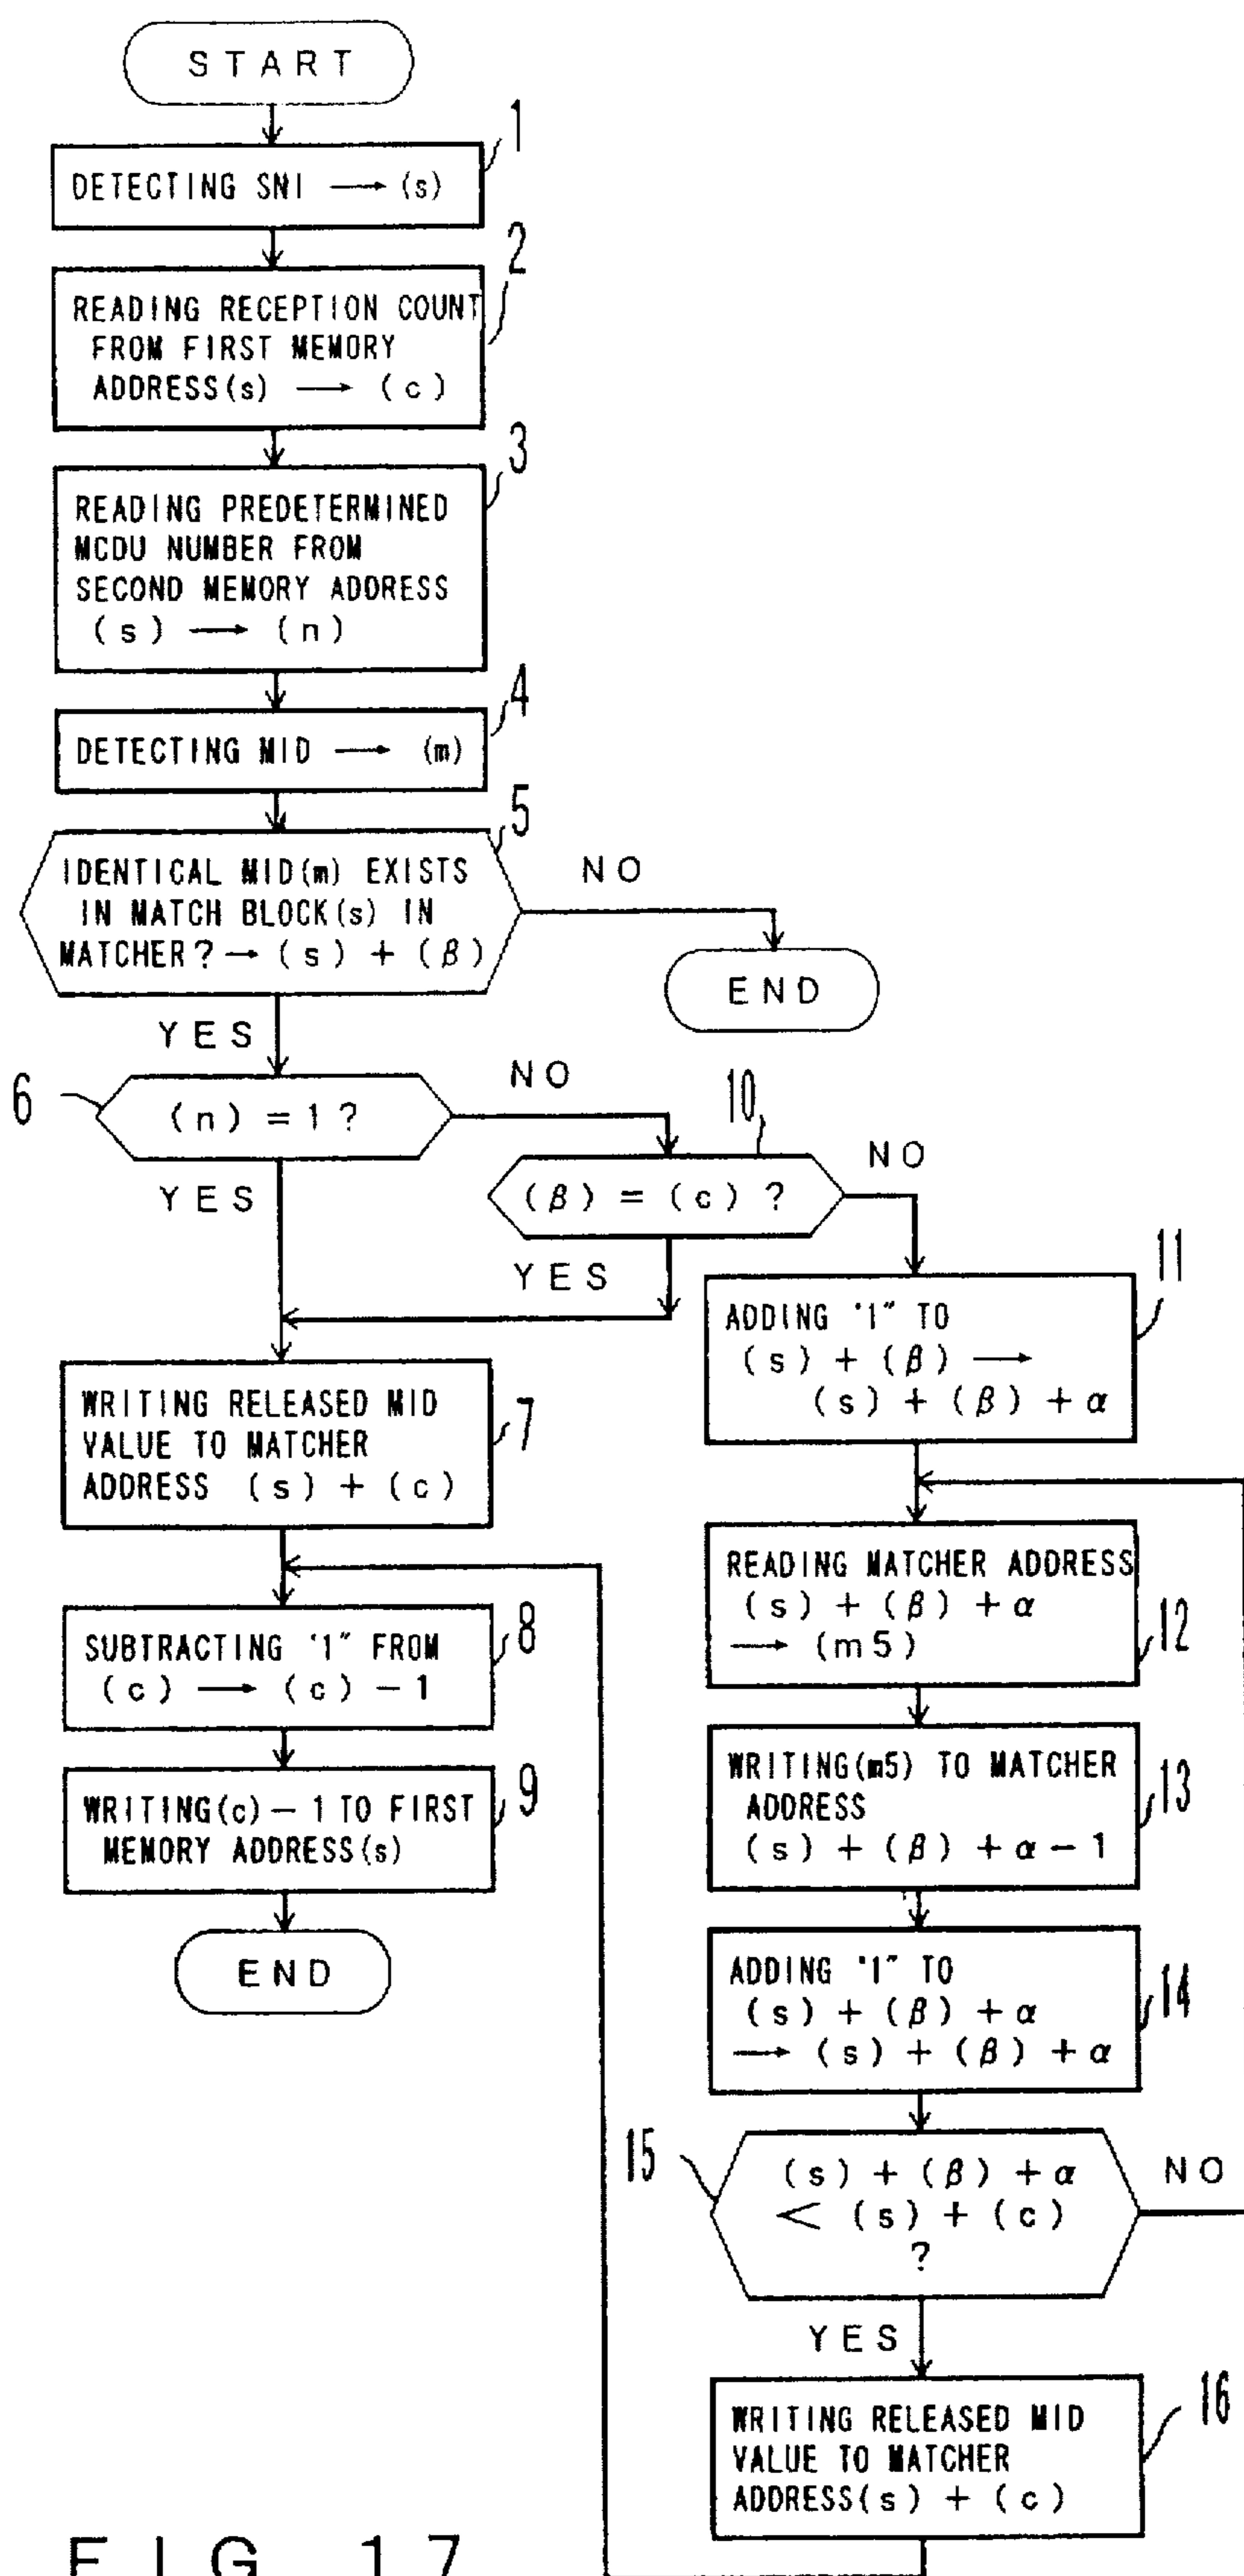 START
1
DETECTING SNI → (s)
2
READING RECEPTION COUNT
FROM FIRST MEMORY
ADDRESS(s) → (c)
3
READING PREDETERMINED
MCDU NUMBER FROM
SECOND MEMORY ADDRESS
(s) → (n)
4
DETECTING MID → (m)
5
IDENTICAL MID(m) EXISTS
IN MATCH BLOCK(s) IN
MATCHER? → (s) + (β)
NO
END
YES
6
(n) = 1 ?
NO
YES
10
(β) = (c) ?
NO
YES
7
WRITING RELEASED MID
VALUE TO MATCHER
ADDRESS (s) + (c)
8
SUBTRACTING "1" FROM
(c) → (c) − 1
9
WRITING(c) − 1 TO FIRST
MEMORY ADDRESS(s)
END
11
ADDING "1" TO
(s) + (β) →
(s) + (β) + α
12
READING MATCHER ADDRESS
(s) + (β) + α
→ (m5)
13
WRITING(m5) TO MATCHER
ADDRESS
(s) + (β) + α − 1
14
ADDING "1" TO
(s) + (β) + α
→ (s) + (β) + α
15
(s) + (β) + α
< (s) + (c)
?
NO
YES
16
WRITING RELEASED MID
VALUE TO MATCHER
ADDRESS(s) + (c)
FIG 17